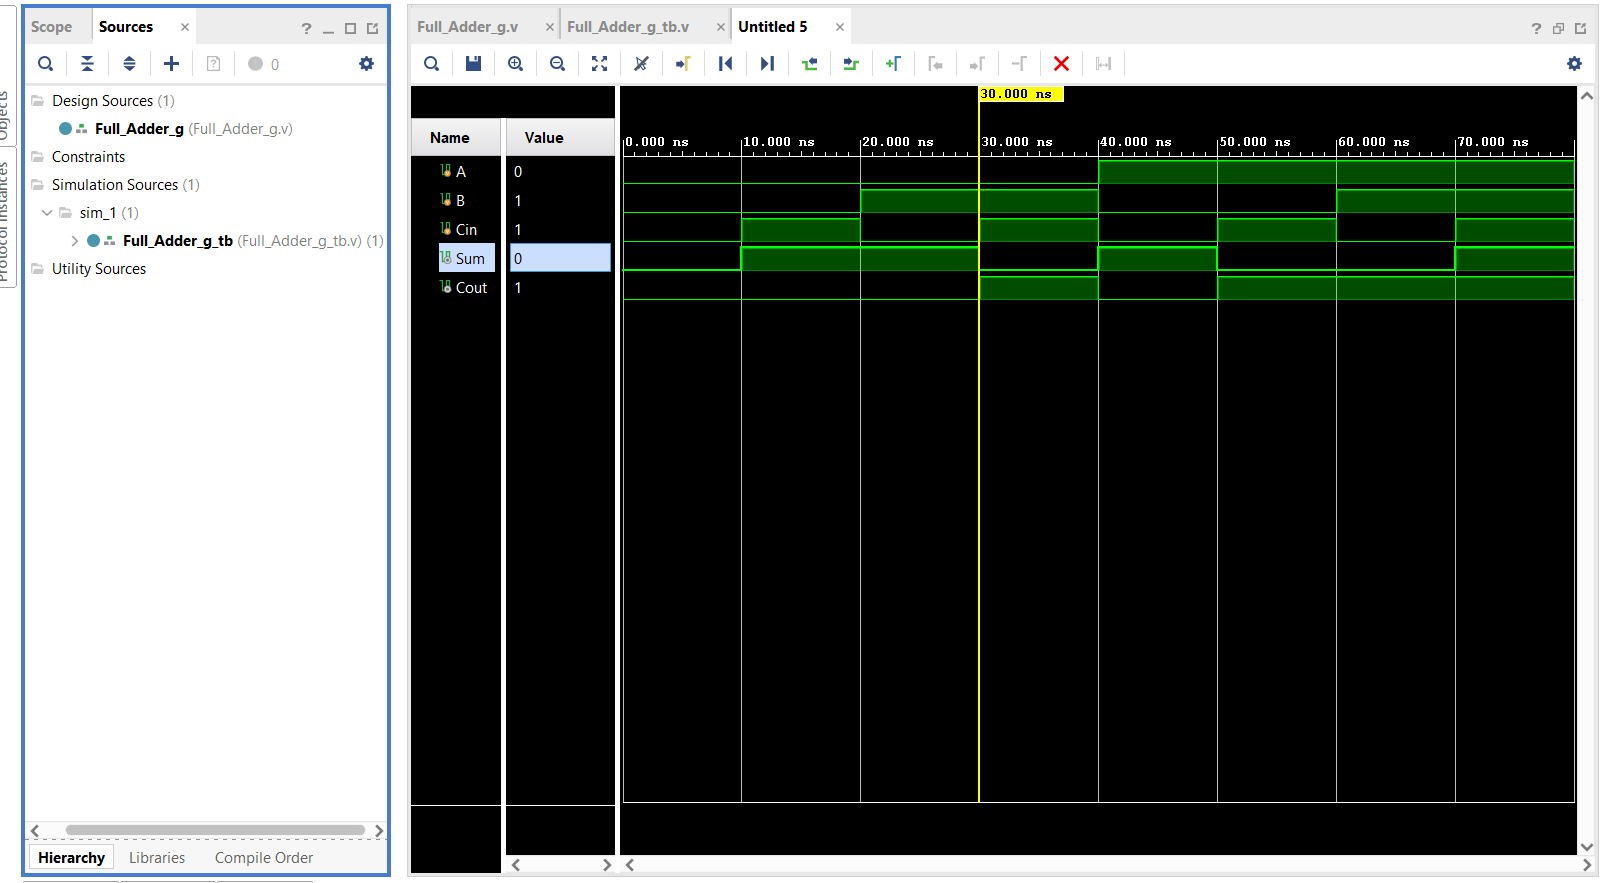 Objects
Protocol Instances
Scope
Sources
0
Design Sources (1)
Full_Adder_g (Full_Adder_g.v)
Constraints
Simulation Sources (1)
sim_1 (1)
Full_Adder_g_tb (Full_Adder_g_tb.v) (1)
Utility Sources
Hierarchy
Libraries
Compile Order
Full_Adder_g.v
Full_Adder_g_tb.v
Untitled 5
30.000 ns
Name
Value
0.000 ns 10.000 ns 20.000 ns 30.000 ns 40.000 ns 50.000 ns 60.000 ns 70.000 ns
A 0
B 1
Cin 1
Sum 0
Cout 1